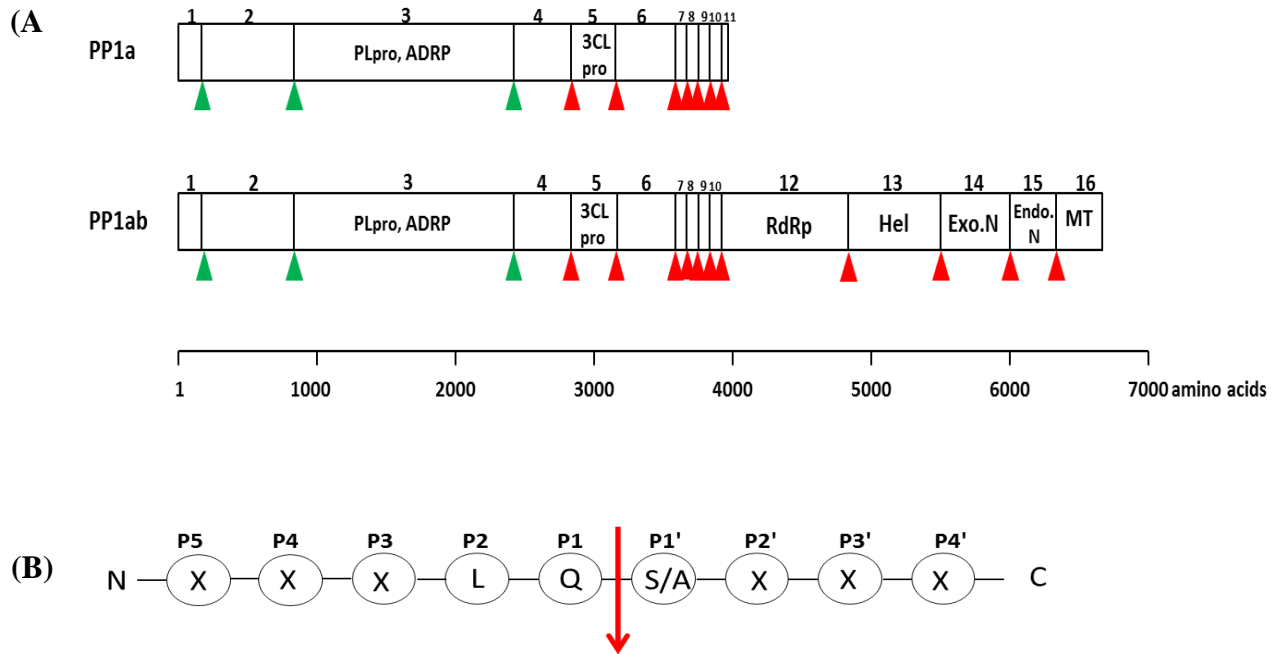 (A
1 2 3 4 5 6 7 8 9 10 11
PP1a
PLpro, ADRP
3CL
pro
1 2 3 4 5 6 7 8 9 10 12 13 14 15 16
PP1ab
PLpro, ADRP
3CL
pro
RdRp
Hel
Exo.N
Endo.
N
MT
1 1000 2000 3000 4000 5000 6000 7000 amino acids
(B)
P5 P4 P3 P2 P1 P1' P2' P3' P4'
N X X X L Q S/A X X X C